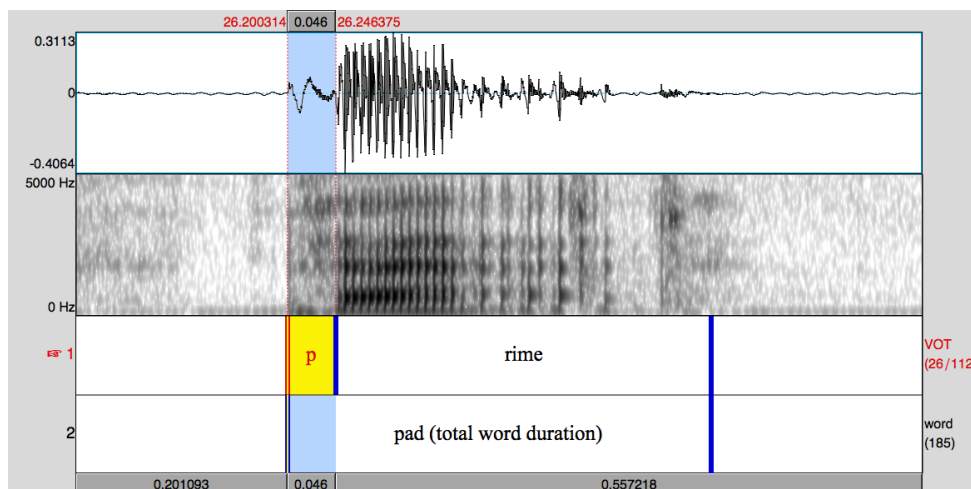 26.200314 0.046 26.246375
0.3113
0
-0.4064
5000 Hz
0 Hz
☞ 1 p rime VOT
(26/112
2 pad (total word duration) word
(185)
0.201093 0.046 0.557218